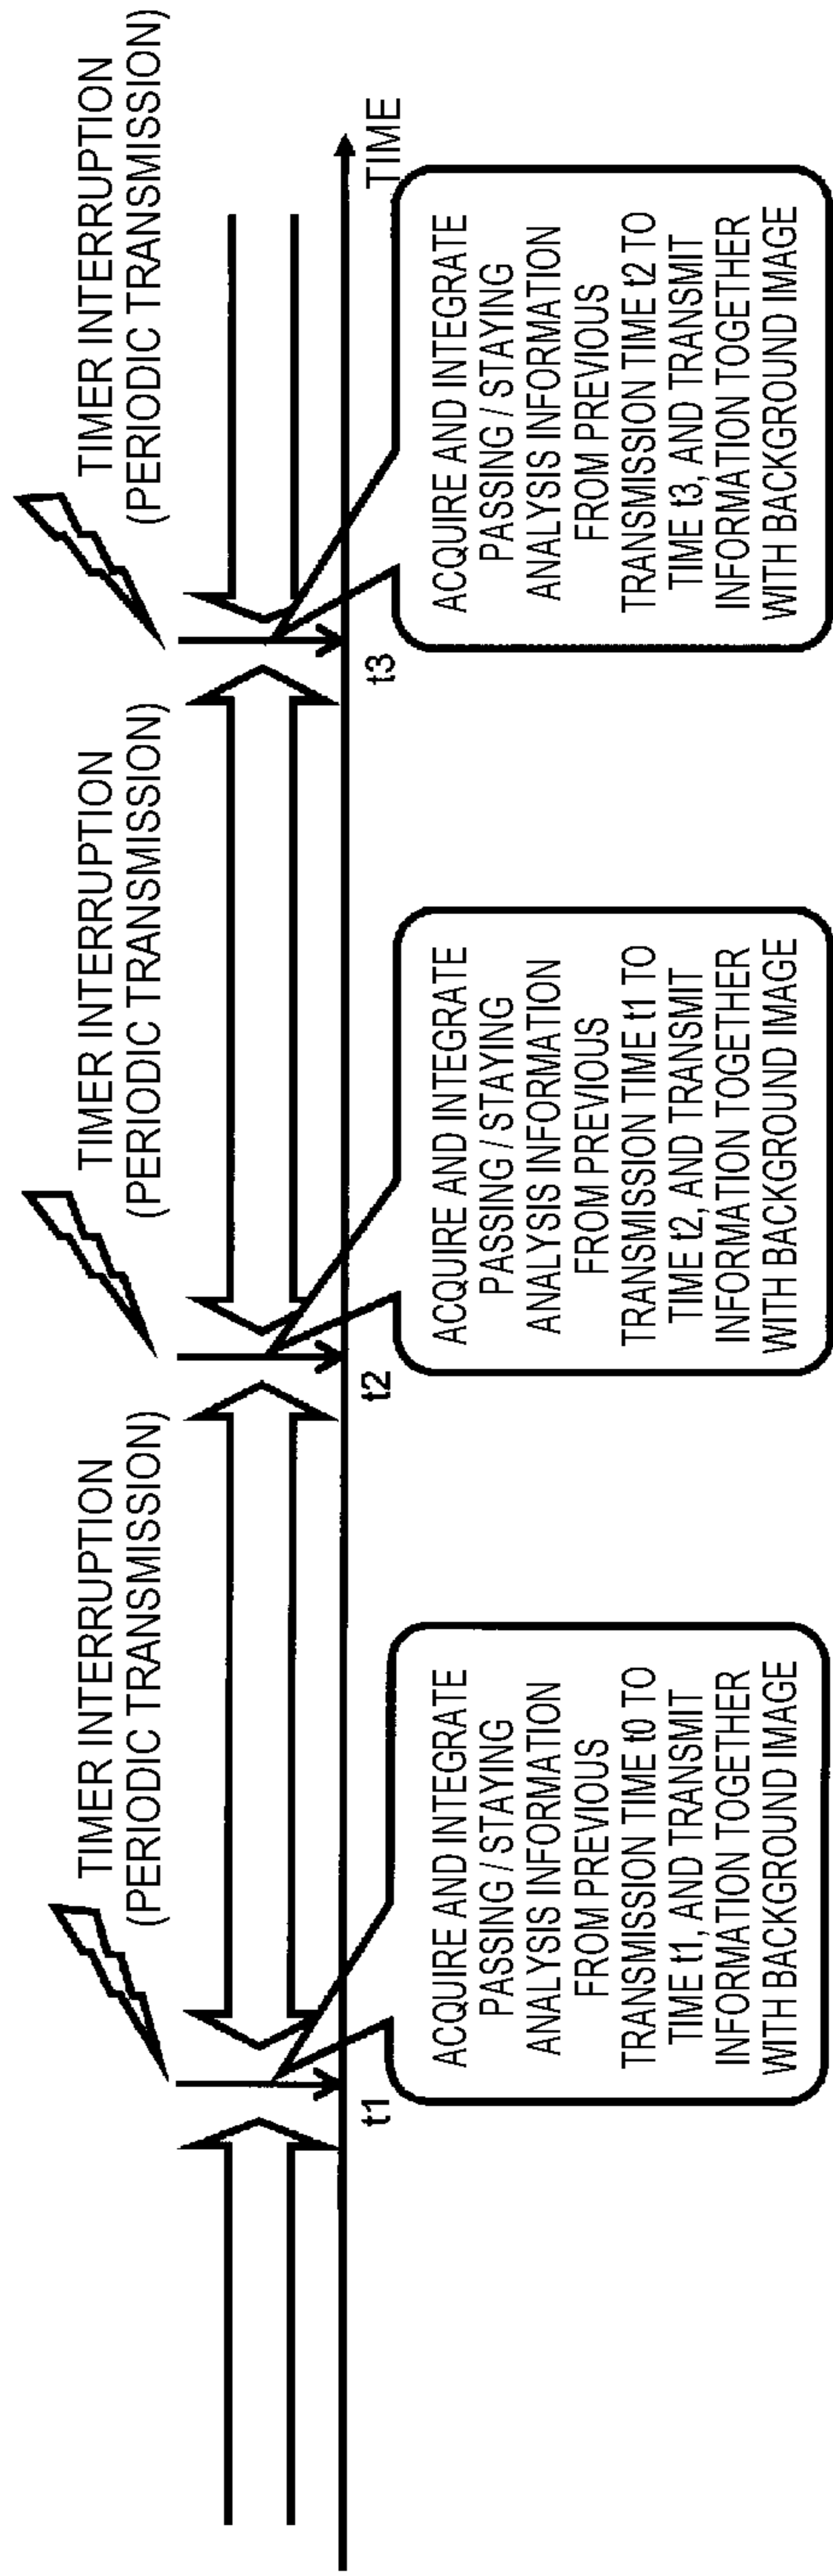 TIMER INTERRUPTION
(PERIODIC TRANSMISSION)
TIMER INTERRUPTION
(PERIODIC TRANSMISSION)
TIMER INTERRUPTION
(PERIODIC TRANSMISSION)
t1
t2
t3
TIME
ACQUIRE AND INTEGRATE
PASSING / STAYING
ANALYSIS INFORMATION
FROM PREVIOUS
TRANSMISSION TIME t0 TO
TIME t1, AND TRANSMIT
INFORMATION TOGETHER
WITH BACKGROUND IMAGE
ACQUIRE AND INTEGRATE
PASSING / STAYING
ANALYSIS INFORMATION
FROM PREVIOUS
TRANSMISSION TIME t1 TO
TIME t2, AND TRANSMIT
INFORMATION TOGETHER
WITH BACKGROUND IMAGE
ACQUIRE AND INTEGRATE
PASSING / STAYING
ANALYSIS INFORMATION
FROM PREVIOUS
TRANSMISSION TIME t2 TO
TIME t3, AND TRANSMIT
INFORMATION TOGETHER
WITH BACKGROUND IMAGE